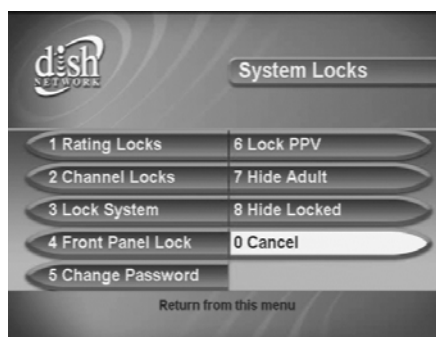 dish
NETWORK
System Locks
1 Rating Locks
2 Channel Locks
3 Lock System
4 Front Panel Lock
5 Change Password
6 Lock PPV
7 Hide Adult
8 Hide Locked
0 Cancel
Return from this menu